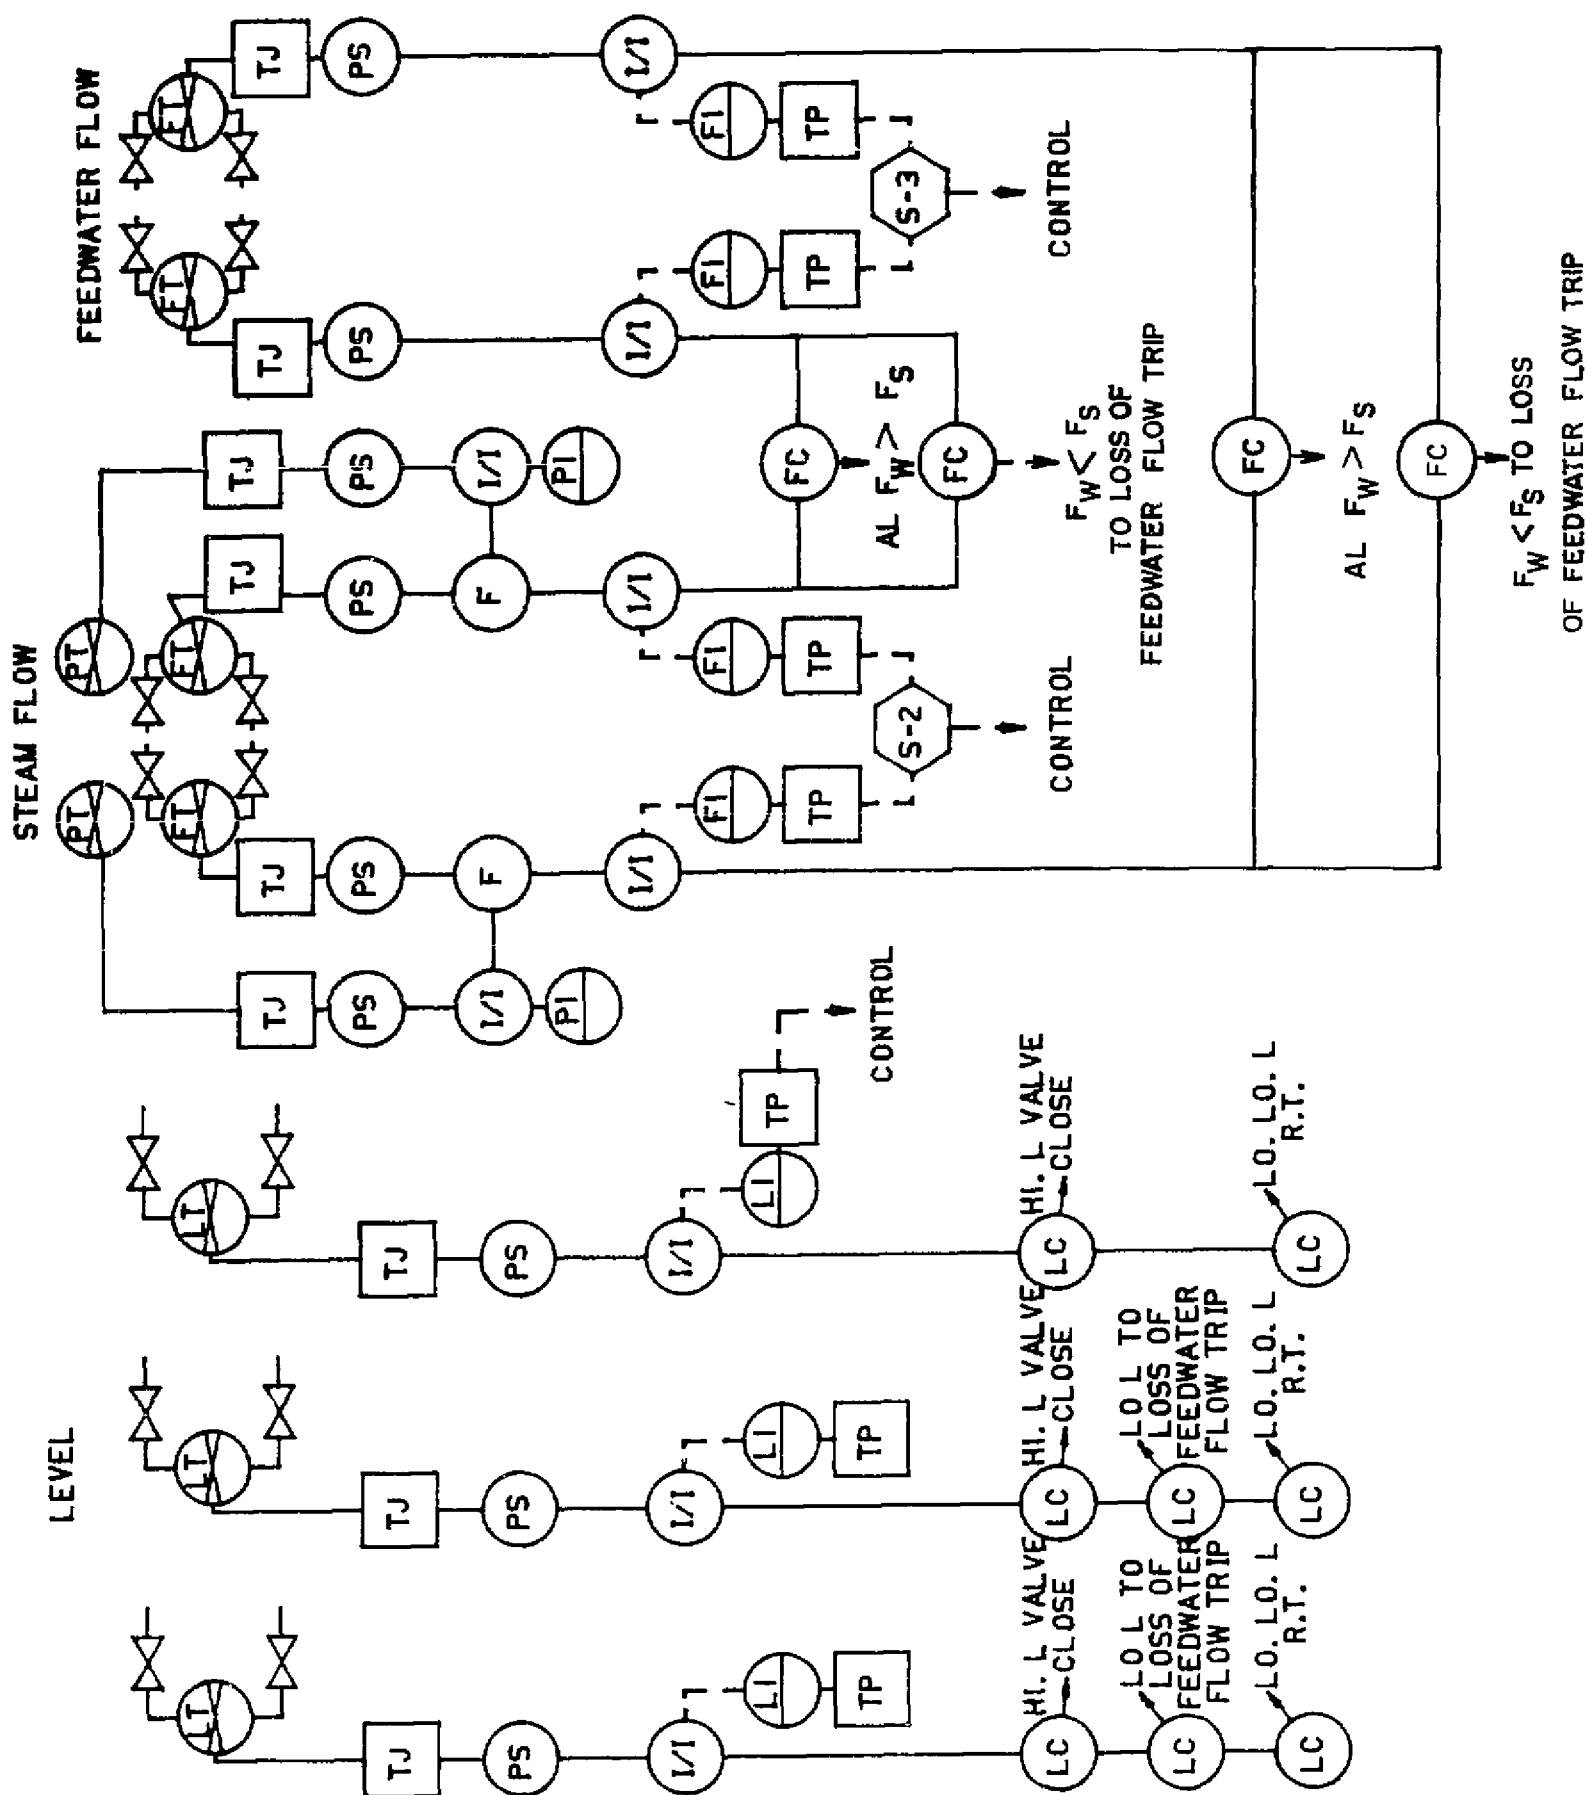 LEVEL
LT
TJ
PS
I/I
LI
TP
HI. L VALVE
CLOSE
LC
LO L TO
LOSS OF
FEEDWATER
FLOW TRIP
LC
LO. LO. L
R.T.
LC
LT
TJ
PS
I/I
LI
TP
HI. L VALVE
CLOSE
LC
LO L TO
LOSS OF
FEEDWATER
FLOW TRIP
LC
LO. LO. L
R.T.
LC
LT
TJ
PS
I/I
LI
TP
CONTROL
HI. L VALVE
CLOSE
LC
LO. LO. L
R.T.
LC
STEAM FLOW
PT
PT
FT
FT
TJ
TJ
TJ
TJ
PS
PS
PS
PS
I/I
F
F
I/I
PI
PI
I/I
I/I
FI
FI
TP
TP
S-2
CONTROL
FEEDWATER FLOW
FT
FT
TJ
TJ
PS
PS
I/I
I/I
FI
FI
TP
TP
S-3
CONTROL
FC
AL FW > FS
FC
FW < FS
TO LOSS OF
FEEDWATER FLOW TRIP
FC
AL FW > FS
FC
FW < FS TO LOSS
OF FEEDWATER FLOW TRIP